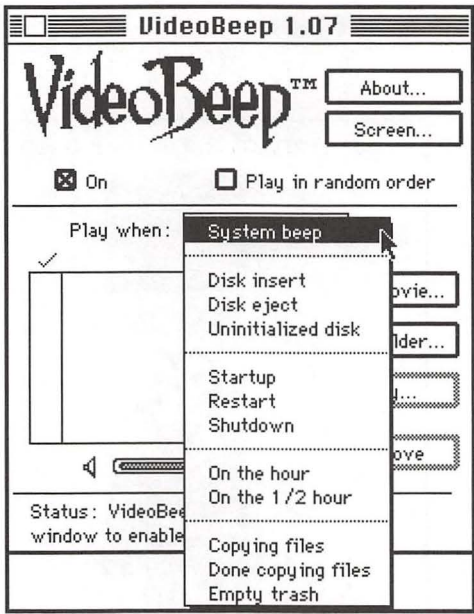 VideoBeep 1.07
VideoBeep™
About...
Screen...
On
Play in random order
Play when:
System beep
Disk insert
Disk eject
Uninitialized disk
Startup
Restart
Shutdown
On the hour
On the 1/2 hour
Copying files
Done copying files
Empty trash
ovie...
lder...
...
ove
Status: VideoBee
window to enable